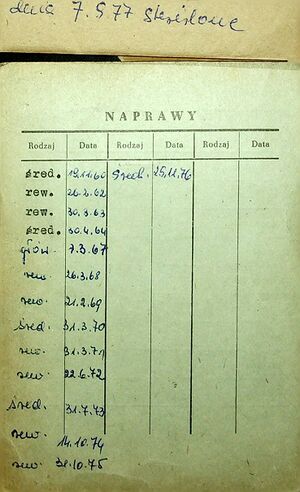 dnia 7.5 77 skreślone
NAPRAWY
Rodzaj Data Rodzaj Data Rodzaj Data
śred. 19.11.60 śred. 25.11.76
rew. 26.2.62
rew. 30.3.63
śred. 30.4.64
głów. 7.3.67
rew. 26.3.68
rew. 21.2.69
śred. 31.3.70
rew. 31.3.71
rew. 22.6.72
śred. 31.7.73
rew. 14.10.74
rew. 31.10.75